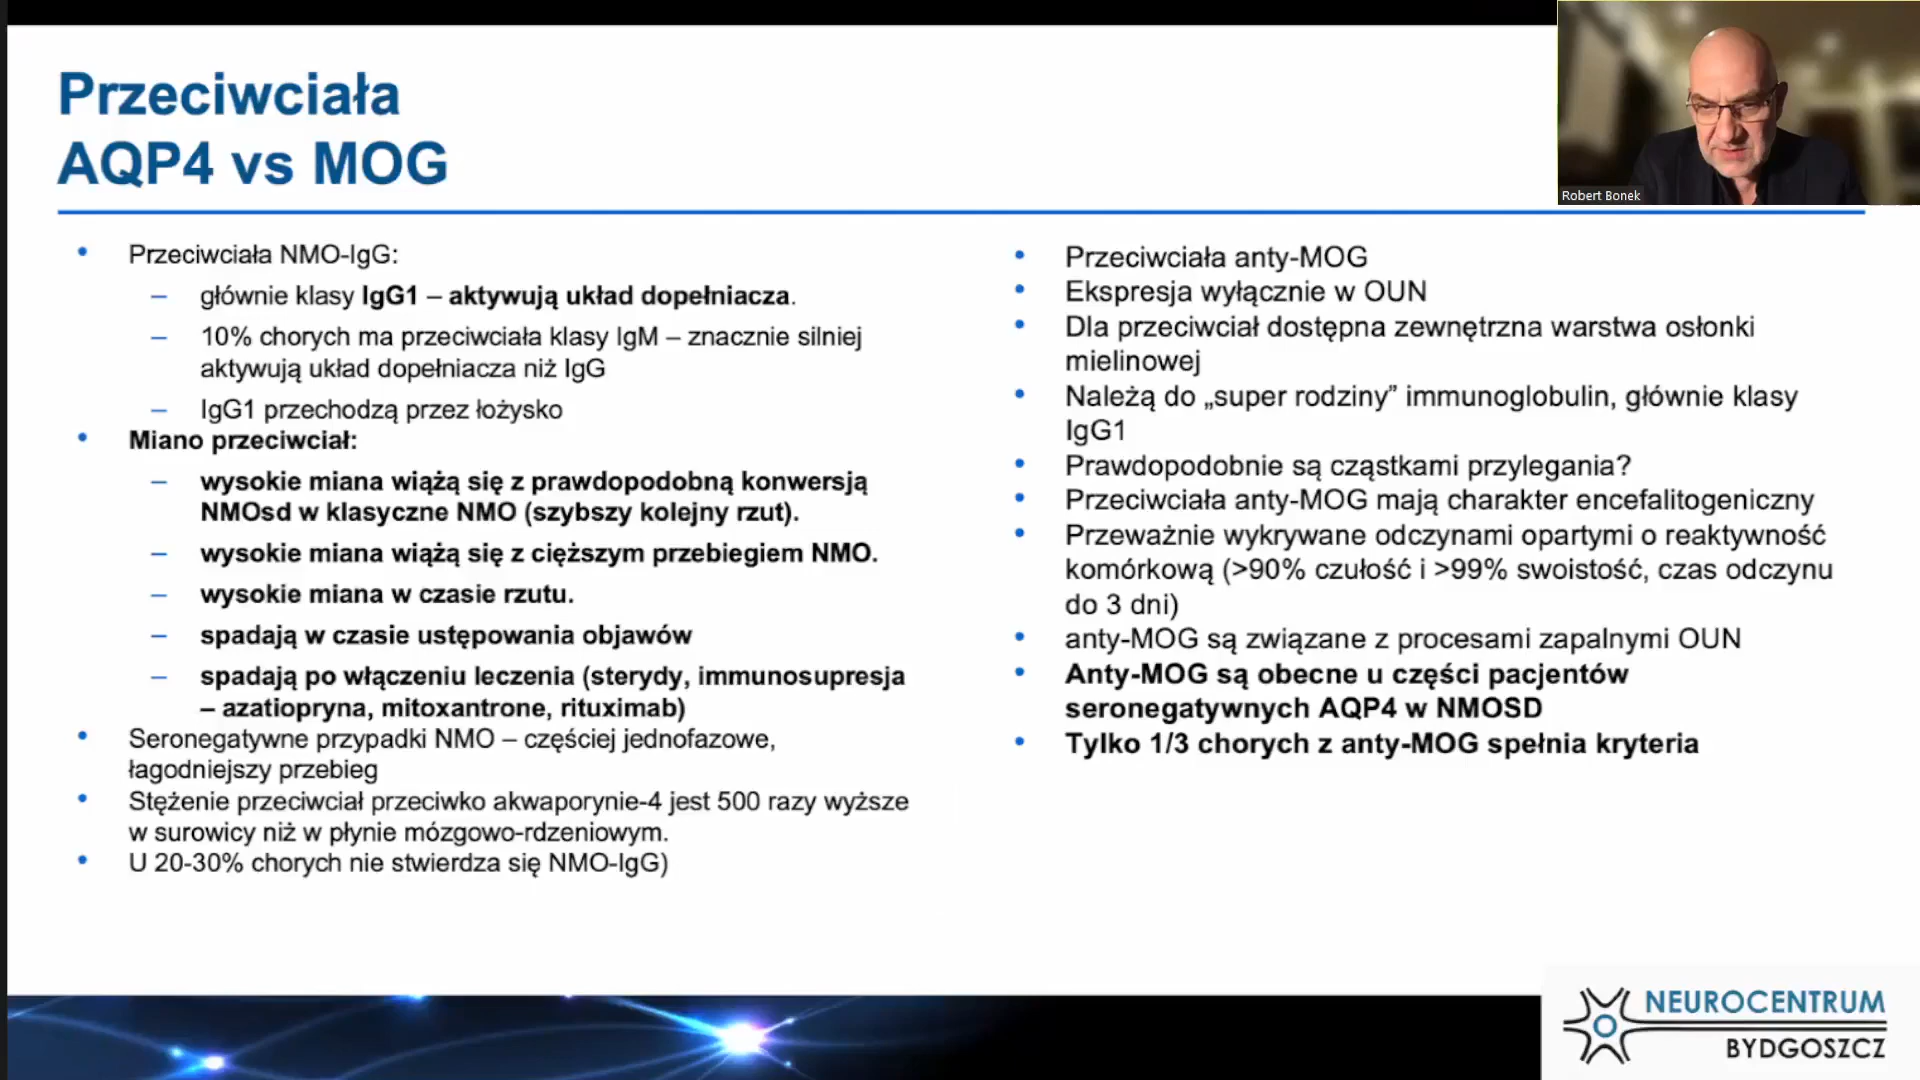 Przeciwciała
AQP4 vs MOG
Robert Bonek
• Przeciwciała NMO-IgG:
– głównie klasy IgG1 – aktywują układ dopełniacza.
– 10% chorych ma przeciwciała klasy IgM – znacznie silniej
aktywują układ dopełniacza niż IgG
– IgG1 przechodzą przez łożysko
• Miano przeciwciał:
– wysokie miana wiążą się z prawdopodobną konwersją
NMOsd w klasyczne NMO (szybszy kolejny rzut).
– wysokie miana wiążą się z cięższym przebiegiem NMO.
– wysokie miana w czasie rzutu.
– spadają w czasie ustępowania objawów
– spadają po włączeniu leczenia (sterydy, immunosupresja
– azatiopryna, mitoxantrone, rituximab)
• Seronegatywne przypadki NMO – częściej jednofazowe,
łagodniejszy przebieg
• Stężenie przeciwciał przeciwko akwaporynie-4 jest 500 razy wyższe
w surowicy niż w płynie mózgowo-rdzeniowym.
• U 20-30% chorych nie stwierdza się NMO-IgG)
• Przeciwciała anty-MOG
• Ekspresja wyłącznie w OUN
• Dla przeciwciał dostępna zewnętrzna warstwa osłonki
mielinowej
• Należą do „super rodziny” immunoglobulin, głównie klasy
IgG1
• Prawdopodobnie są cząstkami przylegania?
• Przeciwciała anty-MOG mają charakter encefalitogeniczny
• Przeważnie wykrywane odczynami opartymi o reaktywność
komórkową (>90% czułość i >99% swoistość, czas odczynu
do 3 dni)
• anty-MOG są związane z procesami zapalnymi OUN
• Anty-MOG są obecne u części pacjentów
seronegatywnych AQP4 w NMOSD
• Tylko 1/3 chorych z anty-MOG spełnia kryteria
NEUROCENTRUM
BYDGOSZCZ